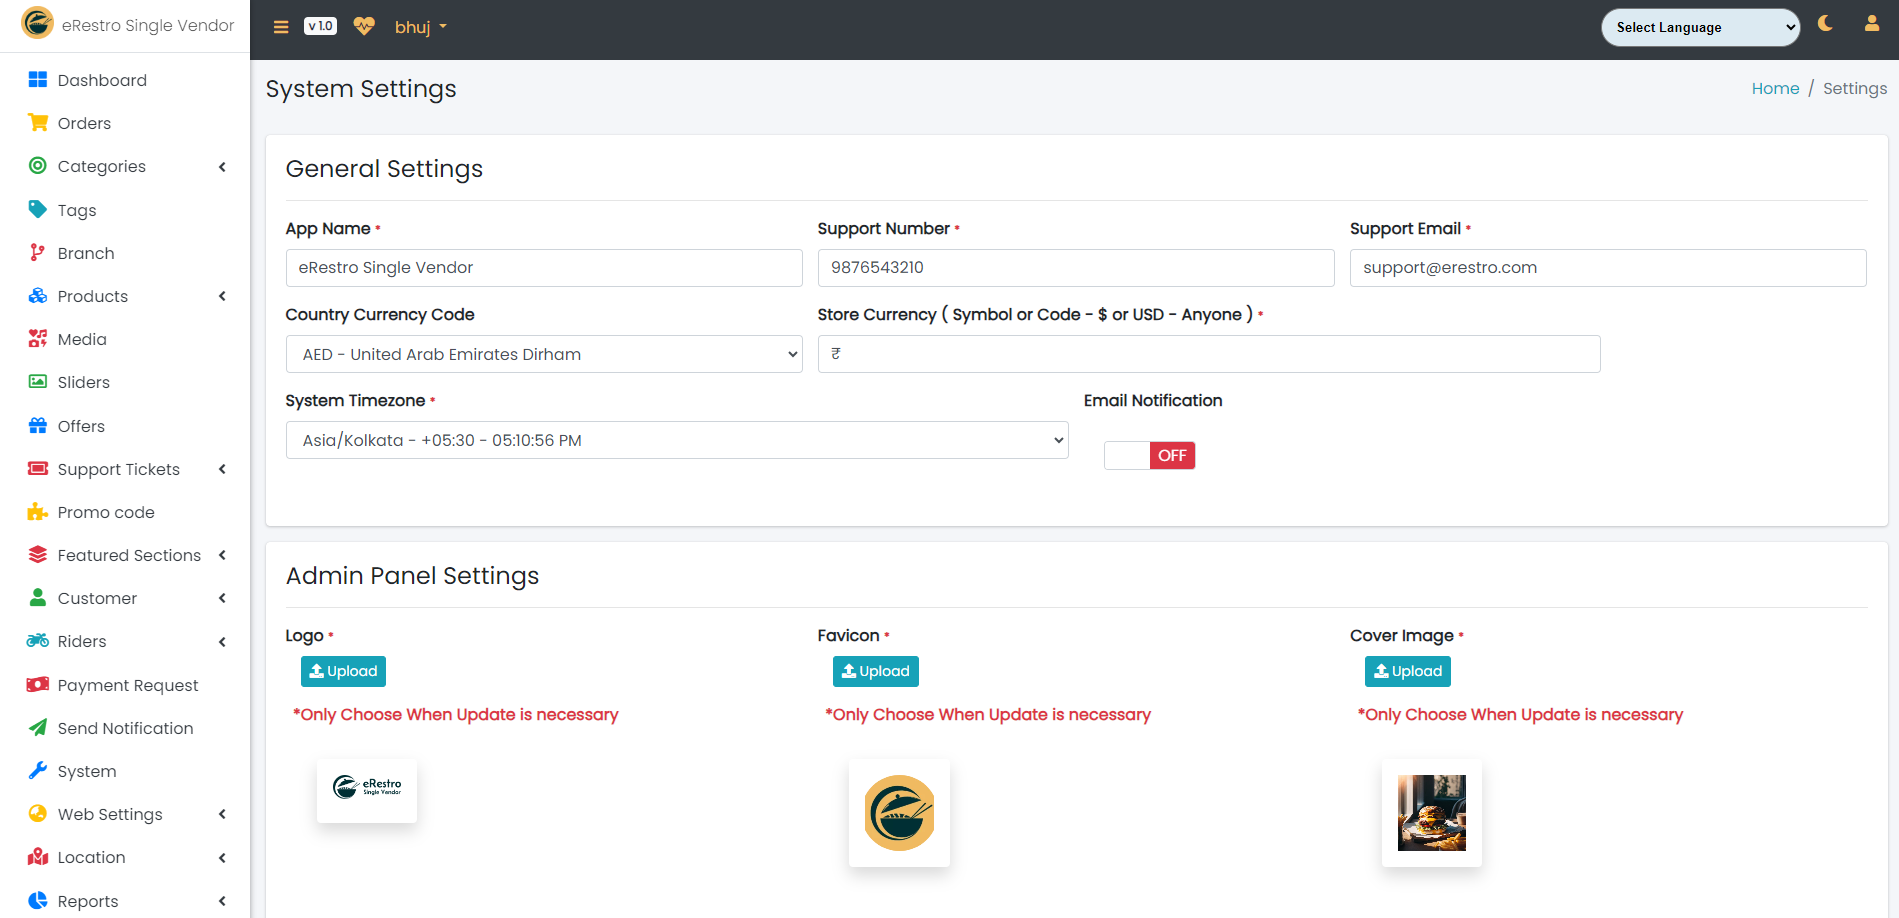 eRestro Single Vendor
v 1.0
bhuj
Select Language
Dashboard
Orders
Categories
Tags
Branch
Products
Media
Sliders
Offers
Support Tickets
Promo code
Featured Sections
Customer
Riders
Payment Request
Send Notification
System
Web Settings
Location
Reports
System Settings
Home / Settings
General Settings
App Name *
Support Number *
Support Email *
eRestro Single Vendor
9876543210
support@erestro.com
Country Currency Code
Store Currency ( Symbol or Code - $ or USD - Anyone ) *
AED - United Arab Emirates Dirham
₹
System Timezone *
Email Notification
Asia/Kolkata - +05:30 - 05:10:56 PM
OFF
Admin Panel Settings
Logo *
Favicon *
Cover Image *
Upload
Upload
Upload
*Only Choose When Update is necessary
*Only Choose When Update is necessary
*Only Choose When Update is necessary
eRestro
Single Vendor